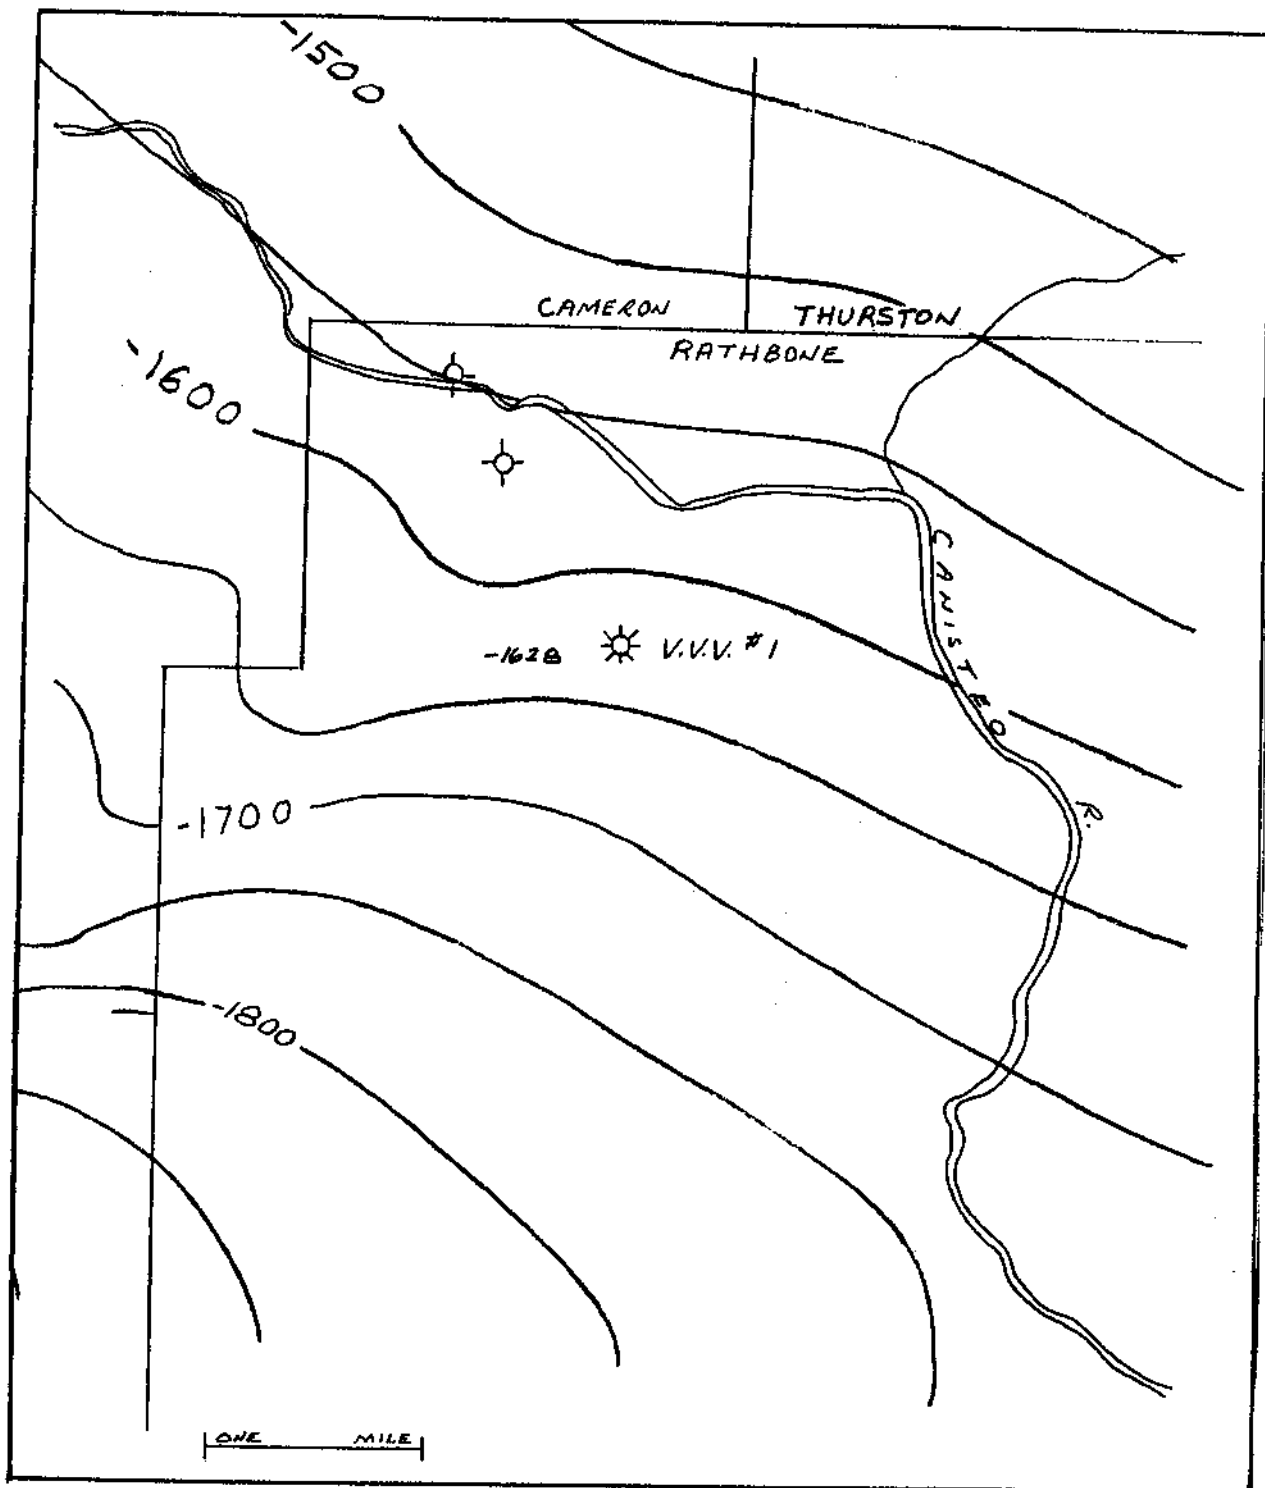 -1500
CAMERON
THURSTON
RATHBONE
-1600
CANISTEO R.
-1628 V.V.V. #1
-1700
-1800
ONE MILE